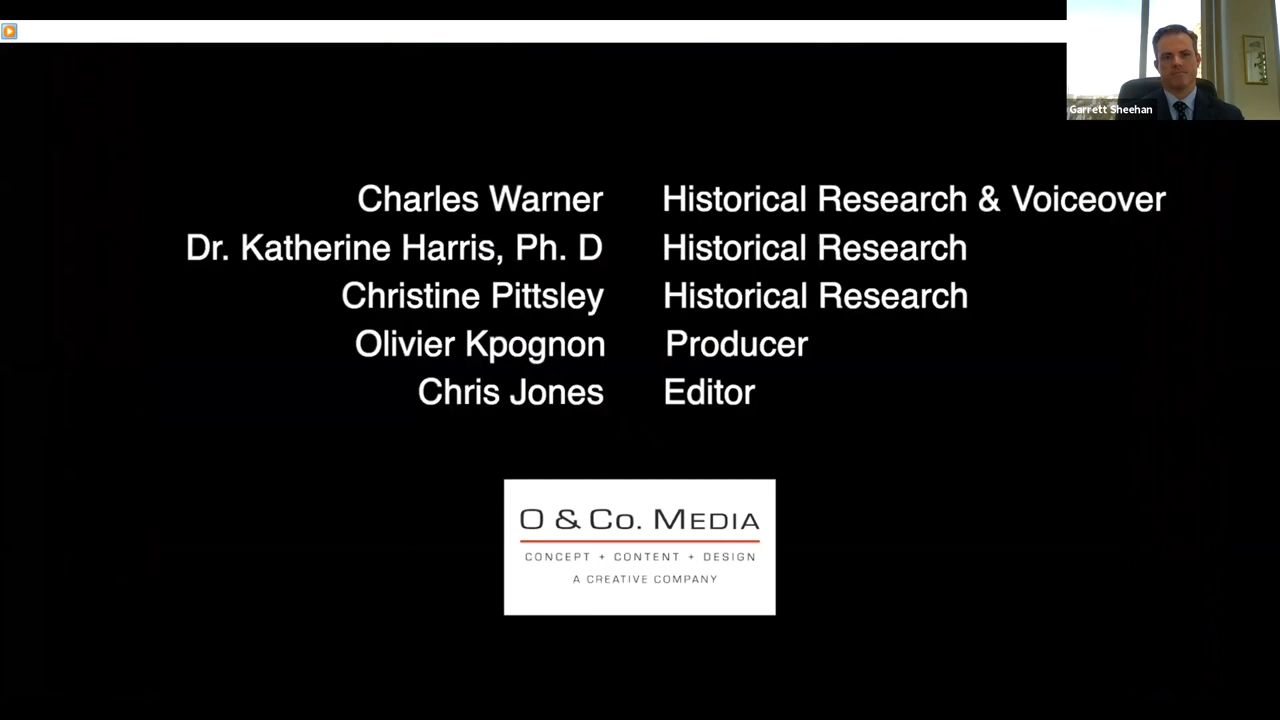 Garrett Sheehan
Charles Warner Historical Research & Voiceover
Dr. Katherine Harris, Ph. D Historical Research
Christine Pittsley Historical Research
Olivier Kpognon Producer
Chris Jones Editor
O & CO. MEDIA
CONCEPT + CONTENT + DESIGN
A CREATIVE COMPANY